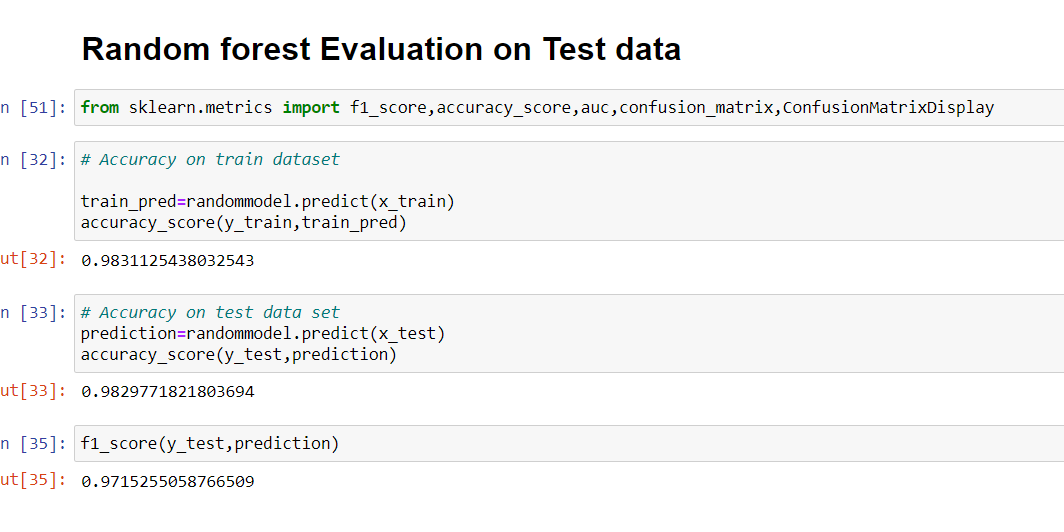 Random forest Evaluation on Test data
n [51]: from sklearn.metrics import f1_score,accuracy_score,auc,confusion_matrix,ConfusionMatrixDisplay
n [32]: # Accuracy on train dataset
train_pred=randommodel.predict(x_train)
accuracy_score(y_train,train_pred)
ut[32]: 0.9831125438032543
n [33]: # Accuracy on test data set
prediction=randommodel.predict(x_test)
accuracy_score(y_test,prediction)
ut[33]: 0.9829771821803694
n [35]: f1_score(y_test,prediction)
ut[35]: 0.9715255058766509